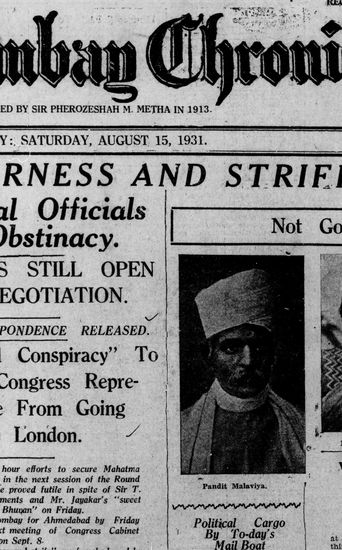 mbay Chroni
ED BY SIR PHEROZESHAH M. METHA IN 1913.
Y: SATURDAY, AUGUST 15, 1931.
RNESS AND STRIF
al Officials
Obstinacy.
S STILL OPEN
EGOTIATION.
PONDENCE RELEASED.
Conspiracy" To
Congress Repre-
e From Going
London.
hour efforts to secure Mahatma
in the next session of the Round
e proved futile in spite of Sir T.
ments and Mr. Jayakar's "sweet
Bhuvan" on Friday.
ombay for Ahmedabad by Friday
xt meeting of Congress Cabinet
on Sept. 8.
Not Go
Pandit Malaviya.
Political Cargo
By To-day's
Mail Boat